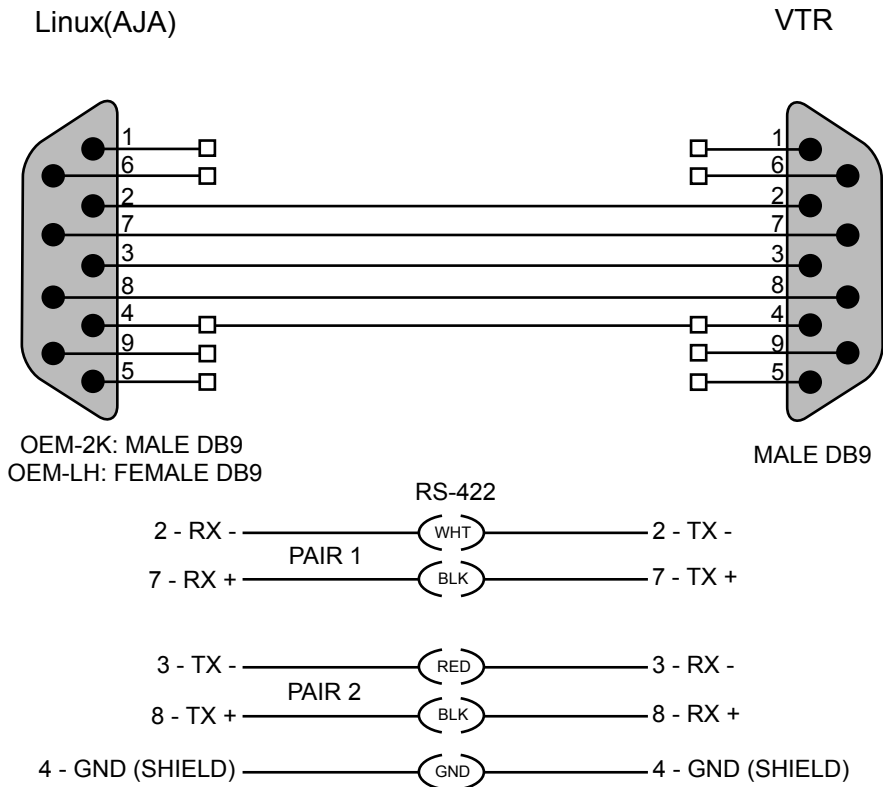 Linux(AJA)
VTR
1
6
2
7
3
8
4
9
5
1
6
2
7
3
8
4
9
5
OEM-2K: MALE DB9
OEM-LH: FEMALE DB9
MALE DB9
RS-422
2 - RX - WHT 2 - TX -
PAIR 1
7 - RX + BLK 7 - TX +
3 - TX - RED 3 - RX -
PAIR 2
8 - TX + BLK 8 - RX +
4 - GND (SHIELD) GND 4 - GND (SHIELD)